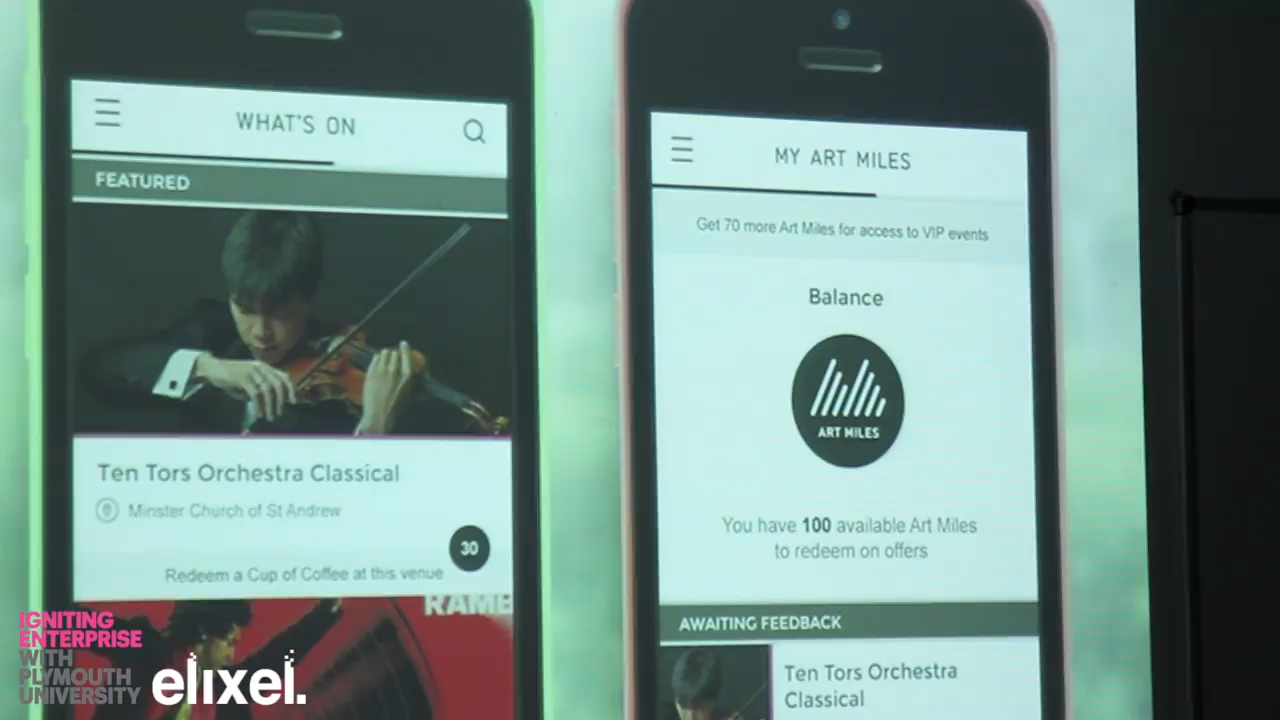 WHAT'S ON
FEATURED
Ten Tors Orchestra Classical
Minster Church of St Andrew
30
Redeem a Cup of Coffee at this venue
RAMB
MY ART MILES
Get 70 more Art Miles for access to VIP events
Balance
ART MILES
You have 100 available Art Miles
to redeem on offers
AWAITING FEEDBACK
Ten Tors Orchestra
Classical
IGNITING
ENTERPRISE
WITH
PLYMOUTH
UNIVERSITY
elixel.